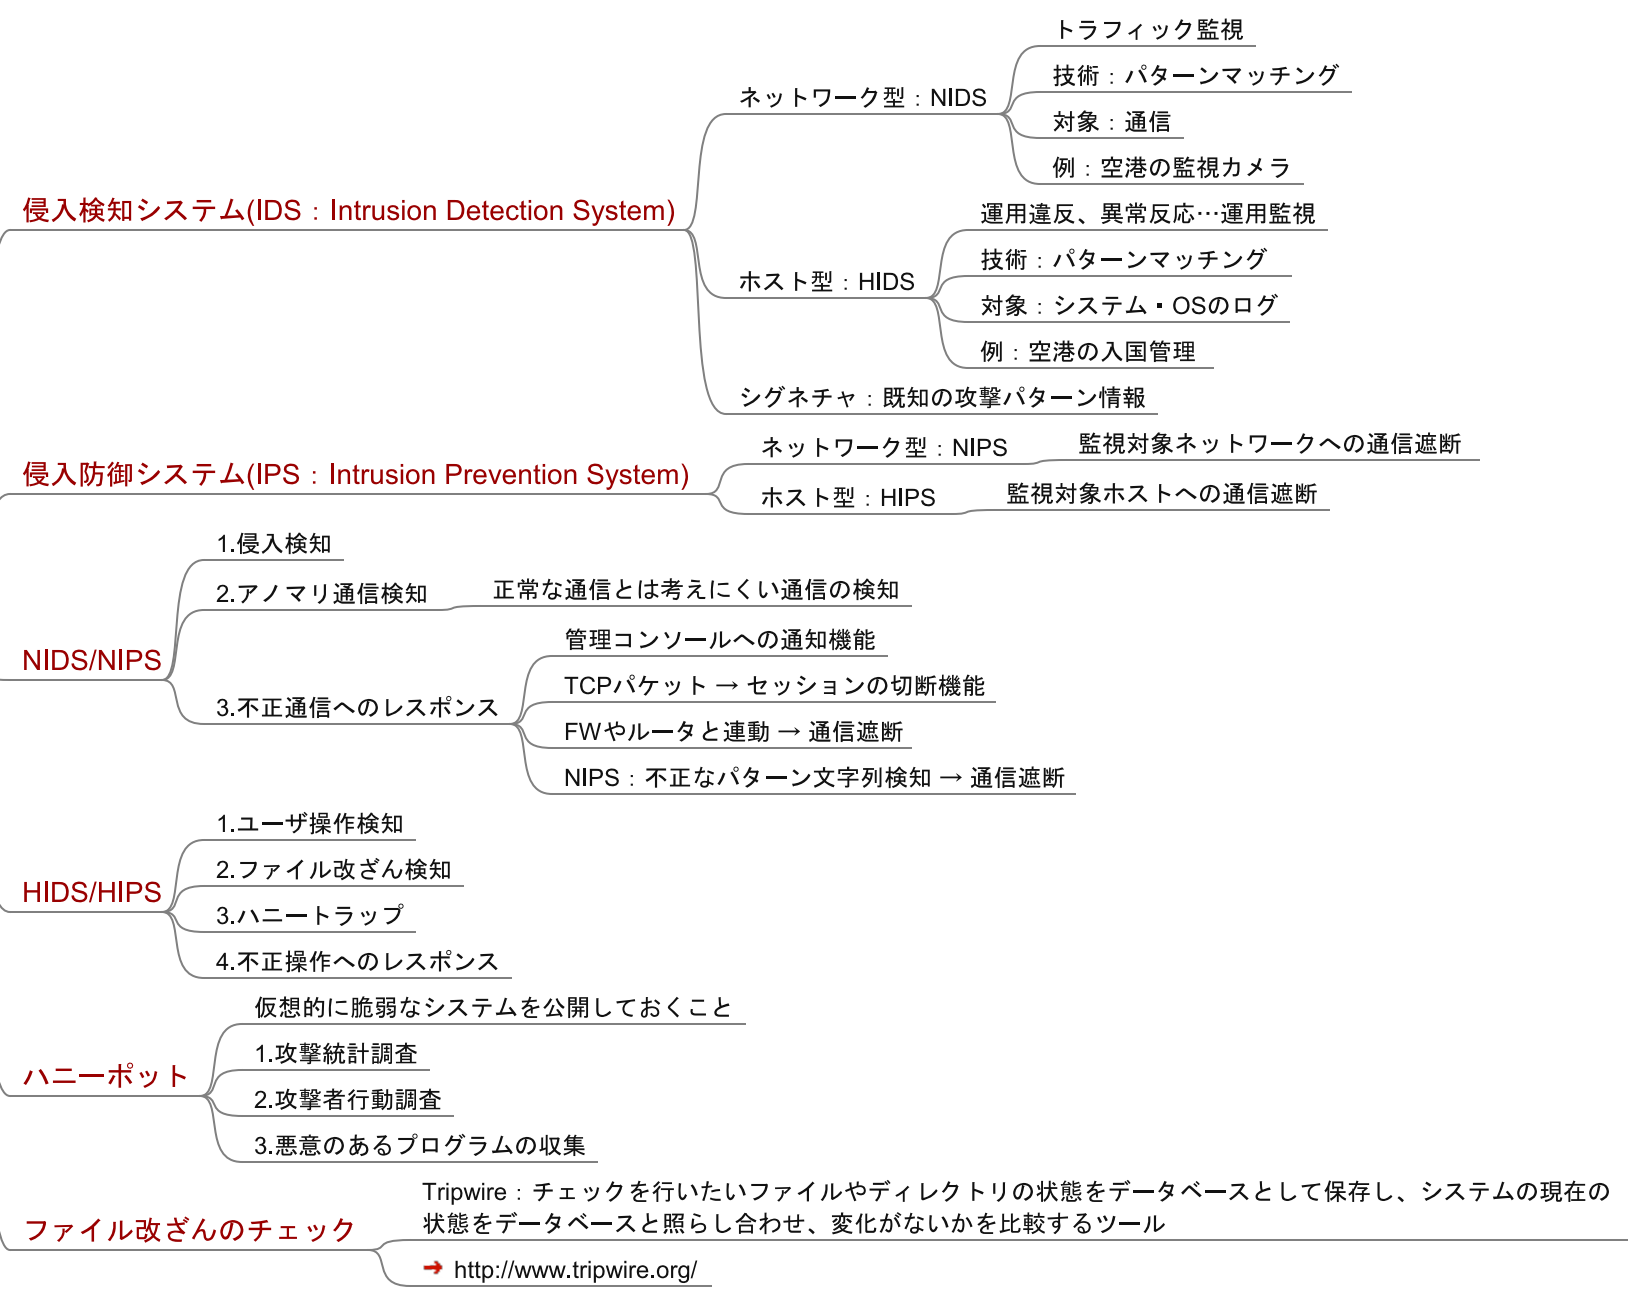 侵入検知システム(IDS：Intrusion Detection System)
ネットワーク型：NIDS
トラフィック監視
技術：パターンマッチング
対象：通信
例：空港の監視カメラ
ホスト型：HIDS
運用違反、異常反応…運用監視
技術：パターンマッチング
対象：システム・OSのログ
例：空港の入国管理
シグネチャ：既知の攻撃パターン情報
侵入防御システム(IPS：Intrusion Prevention System)
ネットワーク型：NIPS
監視対象ネットワークへの通信遮断
ホスト型：HIPS
監視対象ホストへの通信遮断
NIDS/NIPS
1.侵入検知
2.アノマリ通信検知
正常な通信とは考えにくい通信の検知
3.不正通信へのレスポンス
管理コンソールへの通知機能
TCPパケット → セッションの切断機能
FWやルータと連動 → 通信遮断
NIPS：不正なパターン文字列検知 → 通信遮断
HIDS/HIPS
1.ユーザ操作検知
2.ファイル改ざん検知
3.ハニートラップ
4.不正操作へのレスポンス
ハニーポット
仮想的に脆弱なシステムを公開しておくこと
1.攻撃統計調査
2.攻撃者行動調査
3.悪意のあるプログラムの収集
ファイル改ざんのチェック
Tripwire：チェックを行いたいファイルやディレクトリの状態をデータベースとして保存し、システムの現在の
状態をデータベースと照らし合わせ、変化がないかを比較するツール
http://www.tripwire.org/